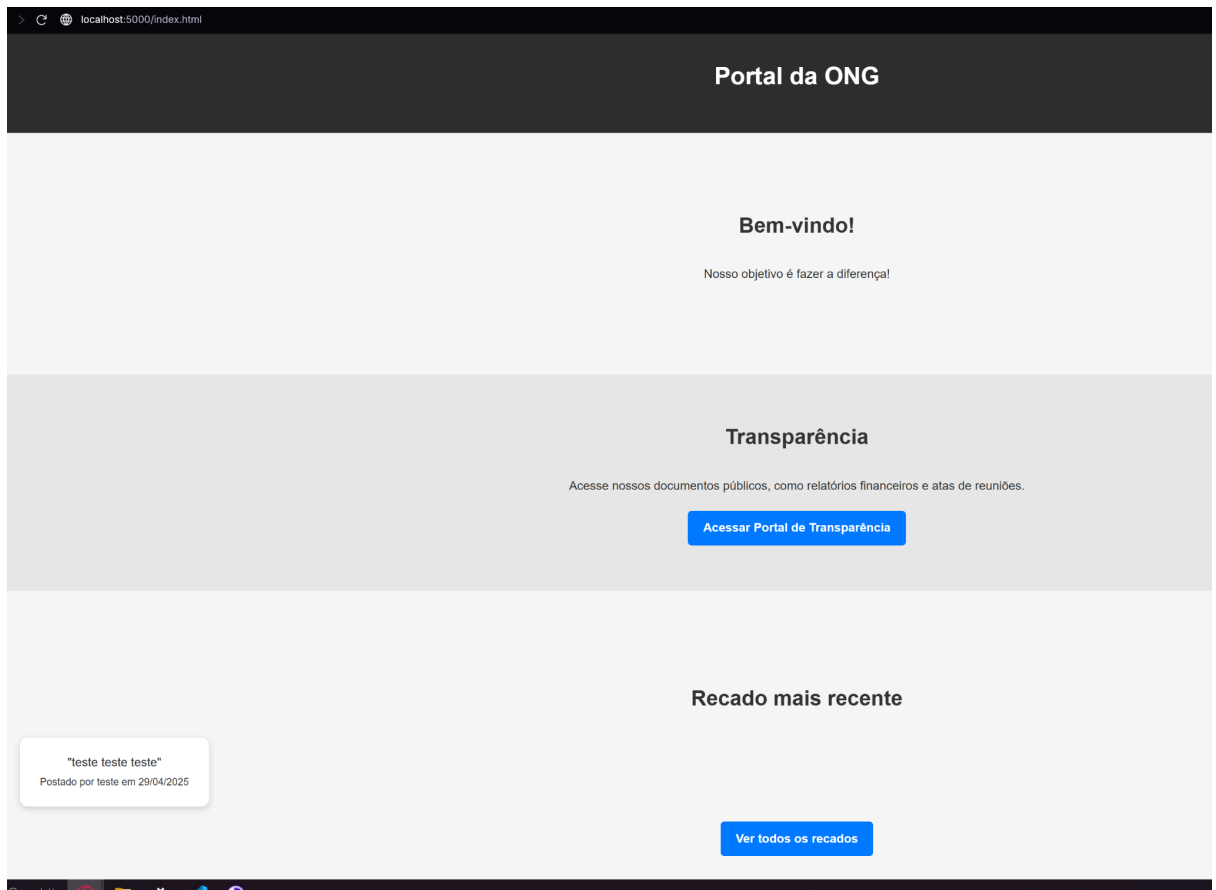 localhost:5000/index.html
Portal da ONG
Bem-vindo!
Nosso objetivo é fazer a diferença!
Transparência
Acesse nossos documentos públicos, como relatórios financeiros e atas de reuniões.
Acessar Portal de Transparência
Recado mais recente
"teste teste teste"
Postado por teste em 29/04/2025
Ver todos os recados